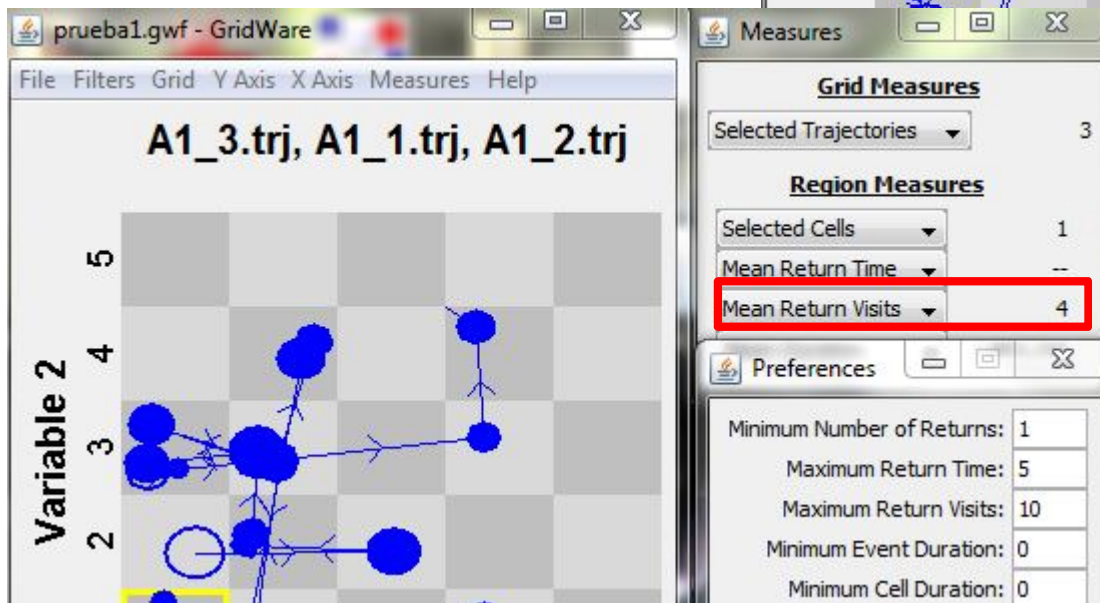 prueba1.gwf - GridWare
File Filters Grid Y Axis X Axis Measures Help
A1_3.trj, A1_1.trj, A1_2.trj
5
4
3
2
Variable 2
Measures
Grid Measures
Selected Trajectories 3
Region Measures
Selected Cells 1
Mean Return Time --
Mean Return Visits 4
Preferences
Minimum Number of Returns: 1
Maximum Return Time: 5
Maximum Return Visits: 10
Minimum Event Duration: 0
Minimum Cell Duration: 0